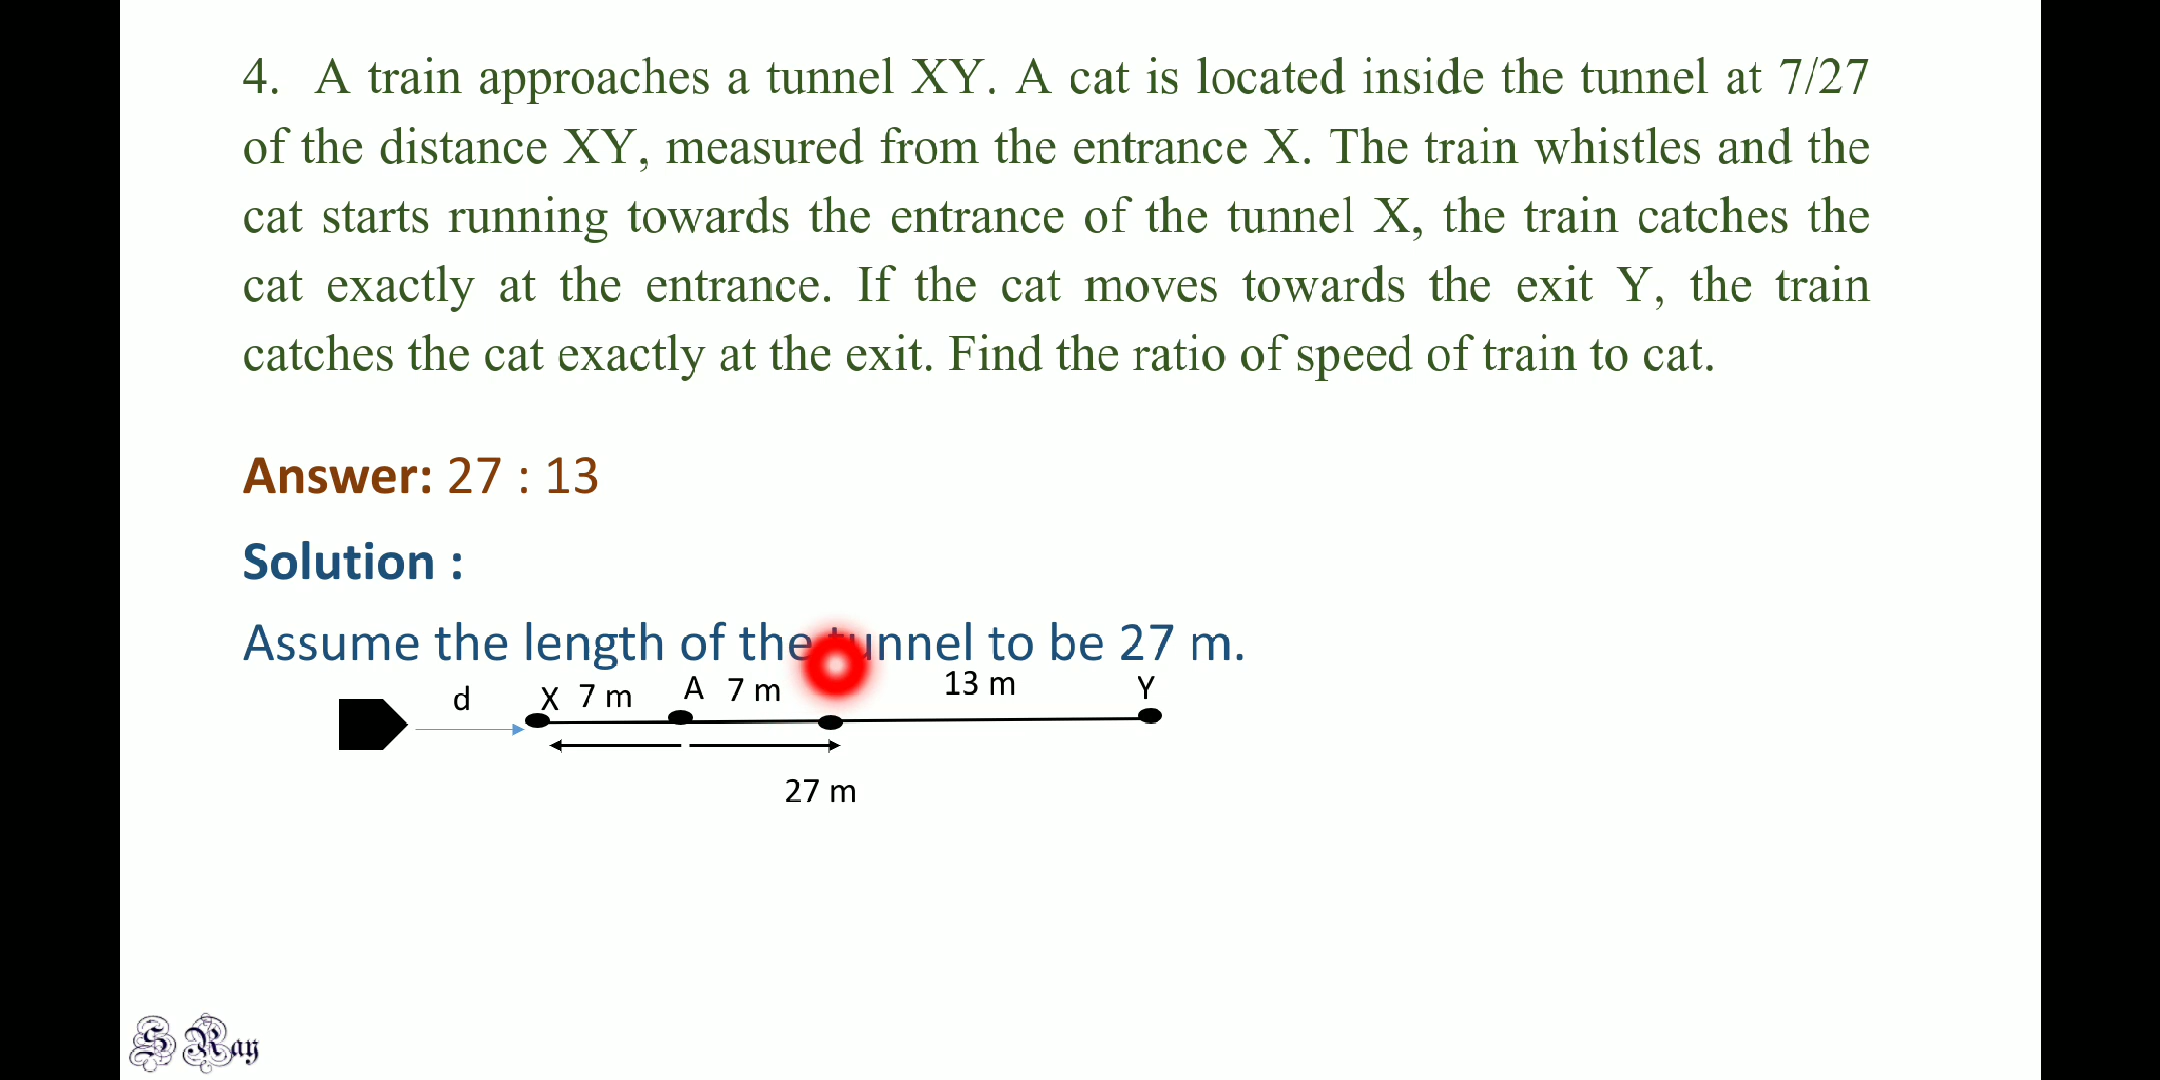 4. A train approaches a tunnel XY. A cat is located inside the tunnel at 7/27
of the distance XY, measured from the entrance X. The train whistles and the
cat starts running towards the entrance of the tunnel X, the train catches the
cat exactly at the entrance. If the cat moves towards the exit Y, the train
catches the cat exactly at the exit. Find the ratio of speed of train to cat.
Answer: 27 : 13
Solution :
Assume the length of the tunnel to be 27 m.
d X 7 m A 7 m 13 m Y
27 m
S Ray